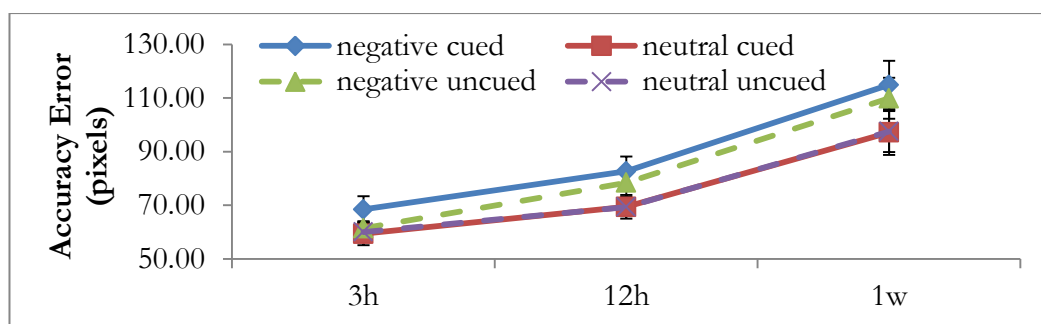 130.00
110.00
90.00
70.00
50.00
Accuracy Error
(pixels)
negative cued
neutral cued
negative uncued
neutral uncued
3h
12h
1w